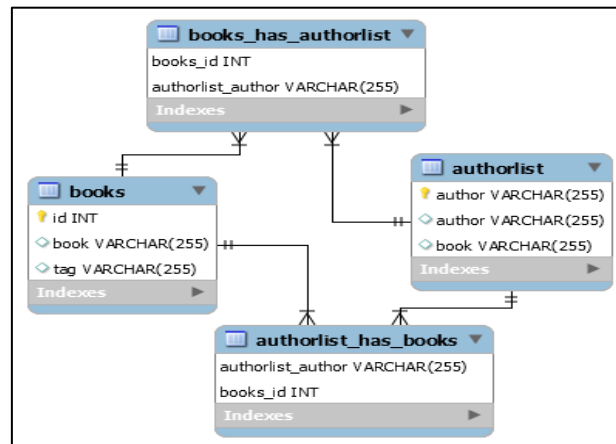 books_has_authorlist
books_id INT
authorlist_author VARCHAR(255)
Indexes
books
id INT
book VARCHAR(255)
tag VARCHAR(255)
Indexes
authorlist
author VARCHAR(255)
author VARCHAR(255)
book VARCHAR(255)
Indexes
authorlist_has_books
authorlist_author VARCHAR(255)
books_id INT
Indexes